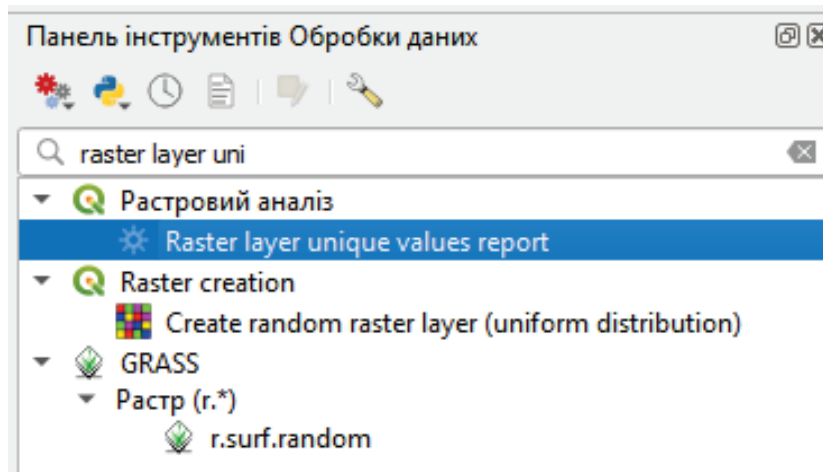 Панель інструментів Обробки даних
raster layer uni
Растровий аналіз
Raster layer unique values report
Raster creation
Create random raster layer (uniform distribution)
GRASS
Растр (r.*)
r.surf.random